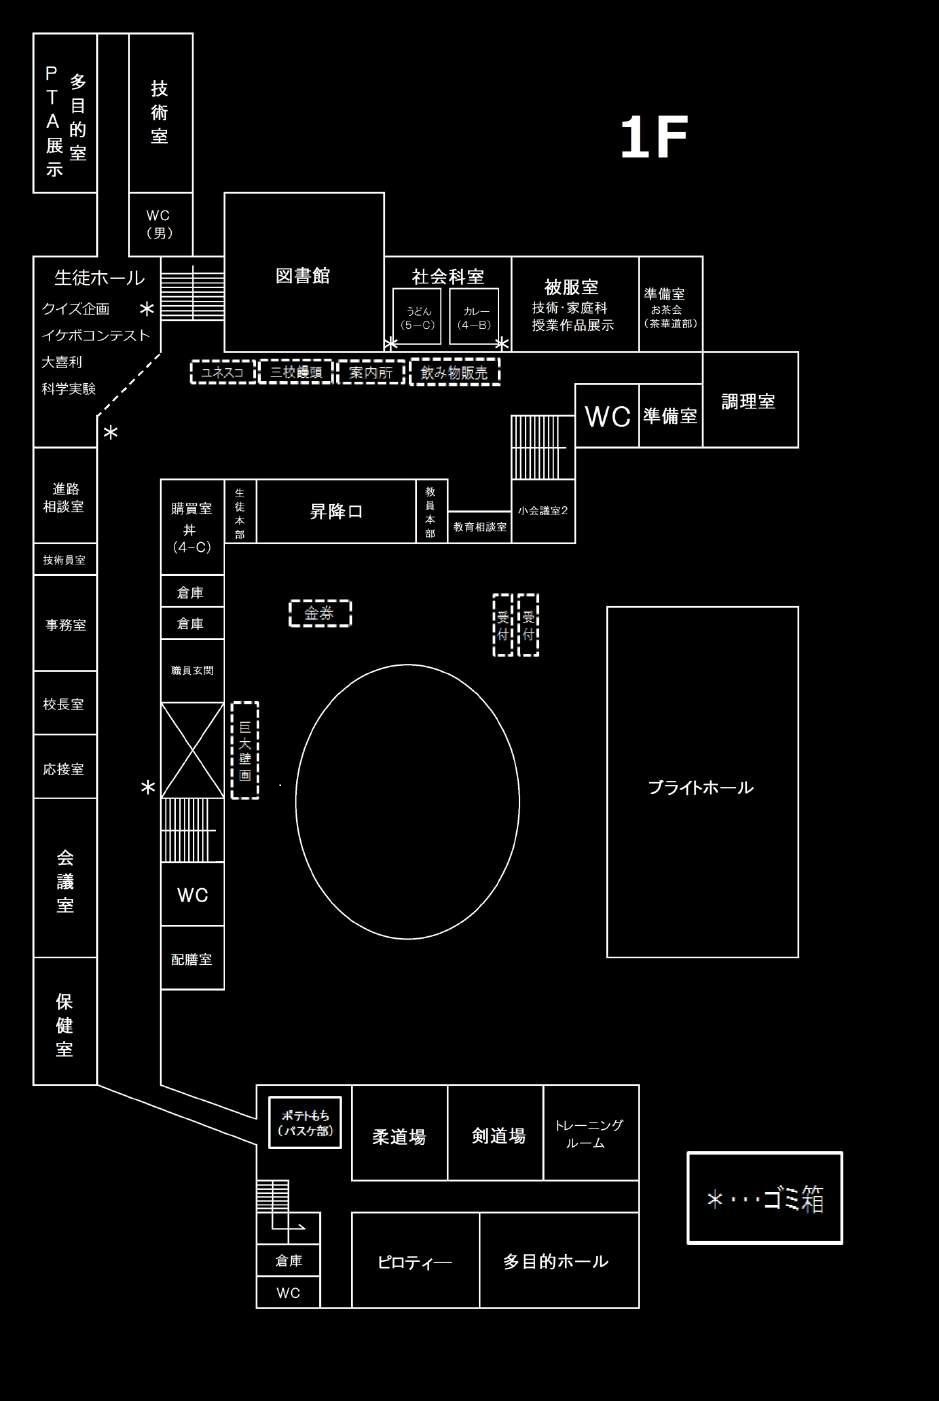 1F
多目的室
PTA展示
技術室
WC
(男)
生徒ホール
クイズ企画 *
イケボコンテスト
大喜利
科学実験
*
図書館
社会科室
うどん
(5-C)
カレー
(4-B)
*
*
被服室
技術・家庭科
授業作品展示
準備室
お茶会
(茶華道部)
ユネスコ
三枝饅頭
案内所
飲み物販売
WC
準備室
調理室
進路
相談室
技術員室
事務室
校長室
応接室
会議室
保健室
購買室
丼
(4-C)
生徒本部
昇降口
教員本部
教育相談室
小会議室2
倉庫
倉庫
職員玄関
*
WC
配膳室
金券
受付
受付
巨大壁画
ブライトホール
ポテトもち
(バスケ部)
柔道場
剣道場
トレーニング
ルーム
倉庫
WC
ピロティー
多目的ホール
*・・・ゴミ箱